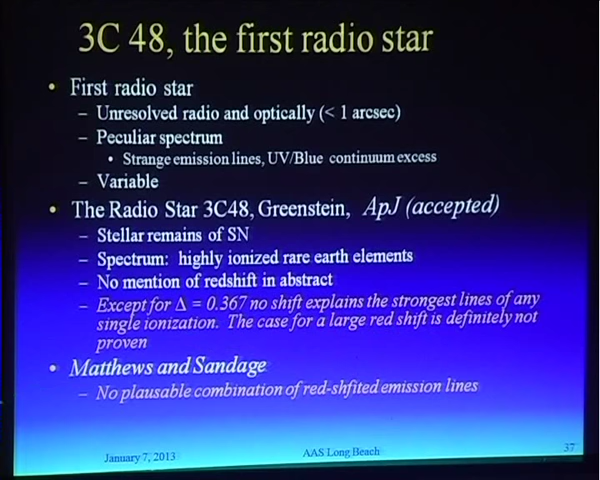 3C 48, the first radio star
• First radio star
– Unresolved radio and optically (< 1 arcsec)
– Peculiar spectrum
• Strange emission lines, UV/Blue continuum excess
– Variable
• The Radio Star 3C48, Greenstein, ApJ (accepted)
– Stellar remains of SN
– Spectrum: highly ionized rare earth elements
– No mention of redshift in abstract
– Except for Δ = 0.367 no shift explains the strongest lines of any
single ionization. The case for a large red shift is definitely not
proven
• Matthews and Sandage
– No plausable combination of red-shfited emission lines
January 7, 2013
AAS Long Beach
37